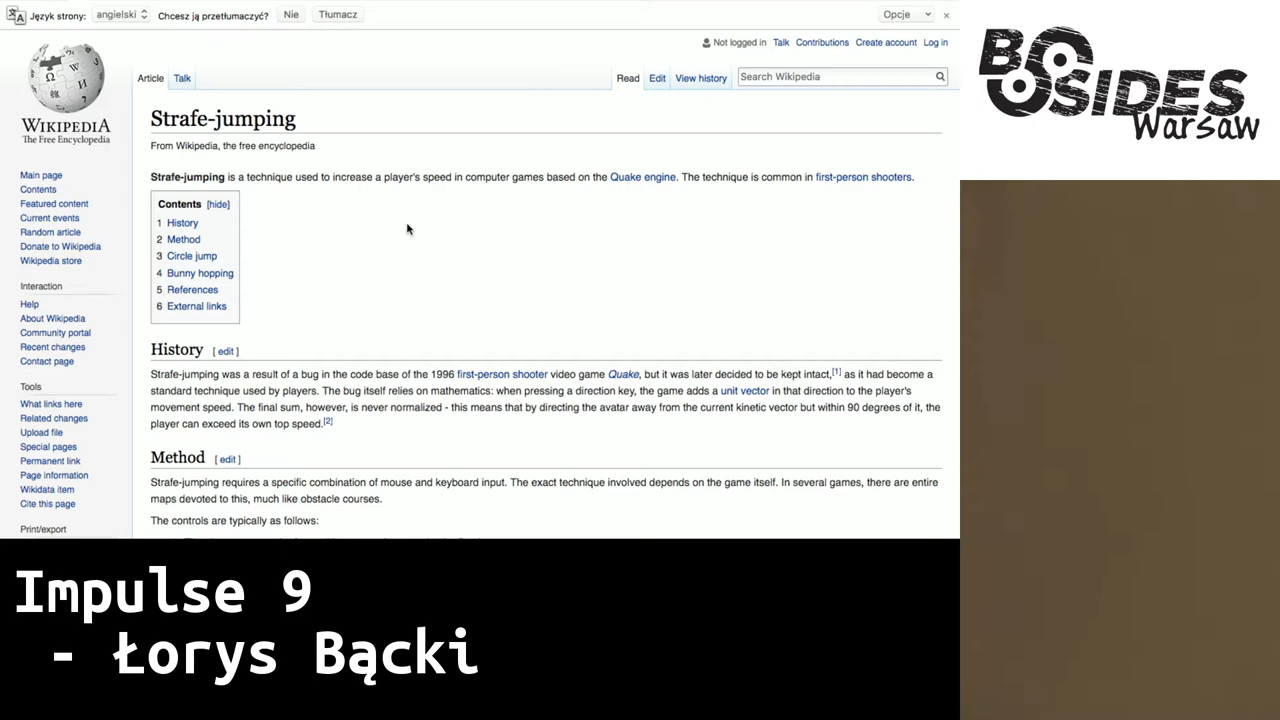 Język strony: angielski Chcesz ją przetłumaczyć? Nie Tłumacz Opcje ×
Not logged in Talk Contributions Create account Log in
Article Talk Read Edit View history Search Wikipedia
WIKIPEDIA
The Free Encyclopedia
Main page
Contents
Featured content
Current events
Random article
Donate to Wikipedia
Wikipedia store
Interaction
Help
About Wikipedia
Community portal
Recent changes
Contact page
Tools
What links here
Related changes
Upload file
Special pages
Permanent link
Page information
Wikidata item
Cite this page
Print/export
Strafe-jumping
From Wikipedia, the free encyclopedia
Strafe-jumping is a technique used to increase a player's speed in computer games based on the Quake engine. The technique is common in first-person shooters.
Contents [hide]
1 History
2 Method
3 Circle jump
4 Bunny hopping
5 References
6 External links
History [ edit ]
Strafe-jumping was a result of a bug in the code base of the 1996 first-person shooter video game Quake, but it was later decided to be kept intact,[1] as it had become a
standard technique used by players. The bug itself relies on mathematics: when pressing a direction key, the game adds a unit vector in that direction to the player's
movement speed. The final sum, however, is never normalized - this means that by directing the avatar away from the current kinetic vector but within 90 degrees of it, the
player can exceed its own top speed.[2]
Method [ edit ]
Strafe-jumping requires a specific combination of mouse and keyboard input. The exact technique involved depends on the game itself. In several games, there are entire
maps devoted to this, much like obstacle courses.
The controls are typically as follows:
BSIDES
Warsaw
Impulse 9
- Łorys Bącki